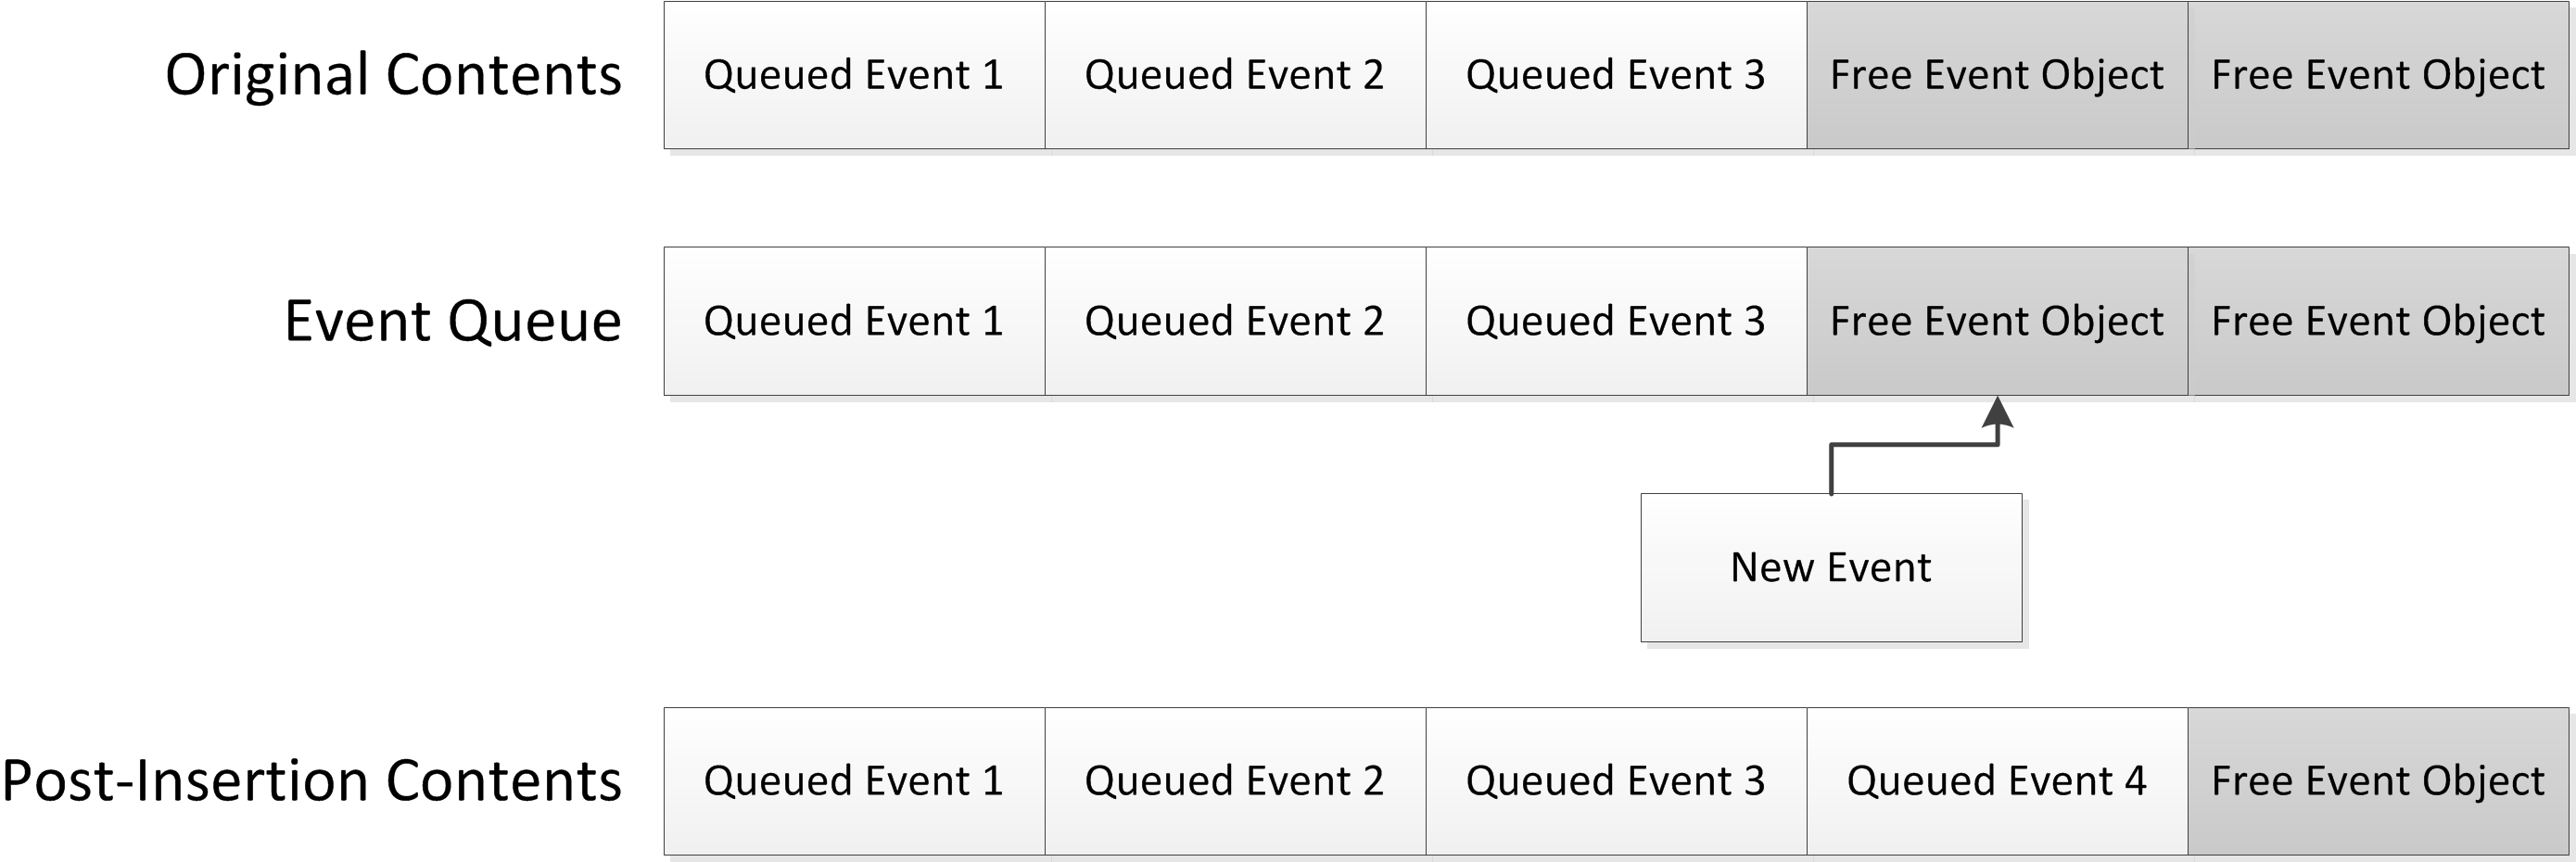 Original Contents Queued Event 1 Queued Event 2 Queued Event 3 Free Event Object Free Event Object
Event Queue Queued Event 1 Queued Event 2 Queued Event 3 Free Event Object Free Event Object
New Event
Post-Insertion Contents Queued Event 1 Queued Event 2 Queued Event 3 Queued Event 4 Free Event Object